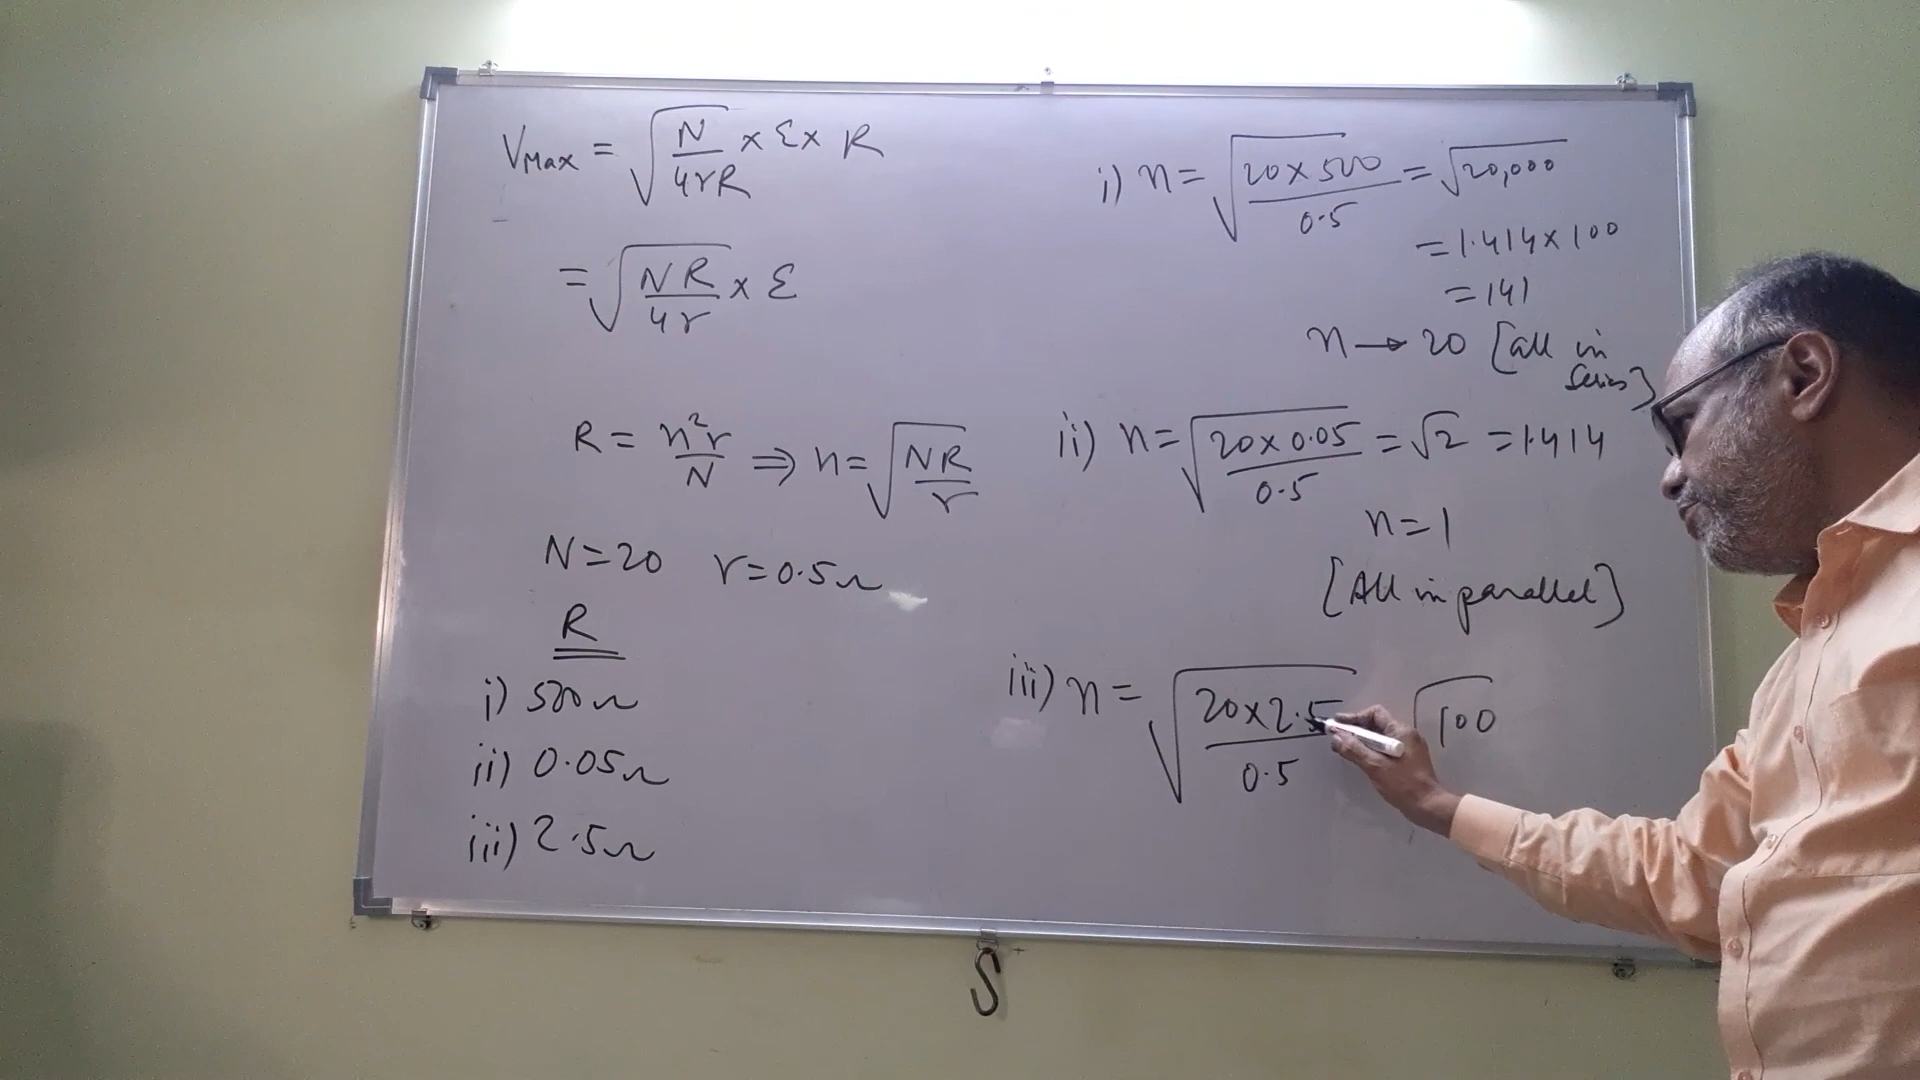 V_Max = √(N/4rR) × ε × R
= √(NR/4r) × ε
R = n²r/N ⇒ n = √(NR/r)
N = 20 r = 0.5Ω
R
i) 500Ω
ii) 0.05Ω
iii) 2.5Ω
i) n = √(20×500/0.5) = √20,000
= 1.414×100
= 141
n → 20 [all in
Series]
ii) n = √(20×0.05/0.5) = √2 = 1.414
n = 1
[All in parallel]
iii) n = √(20×2.5/0.5) √100